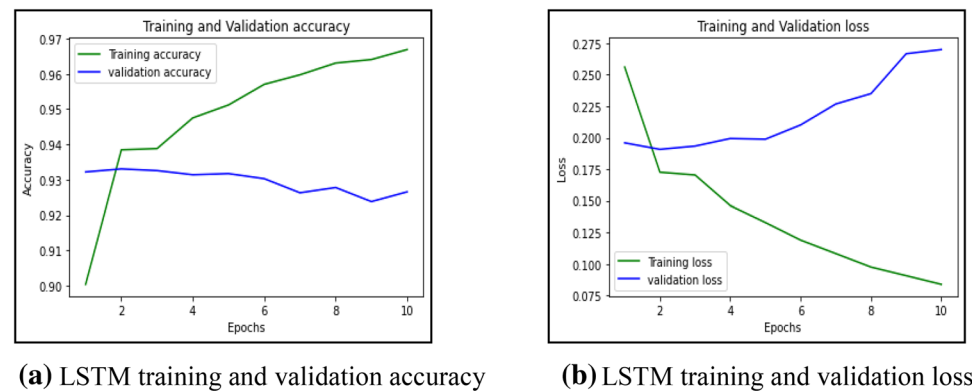 Training and Validation accuracy
0.97
0.96
0.95
0.94
0.93
0.92
0.91
0.90
Accuracy
Training accuracy
validation accuracy
2 4 6 8 10
Epochs
(a) LSTM training and validation accuracy
Training and Validation loss
0.275
0.250
0.225
0.200
0.175
0.150
0.125
0.100
0.075
Loss
Training loss
validation loss
2 4 6 8 10
Epochs
(b) LSTM training and validation loss